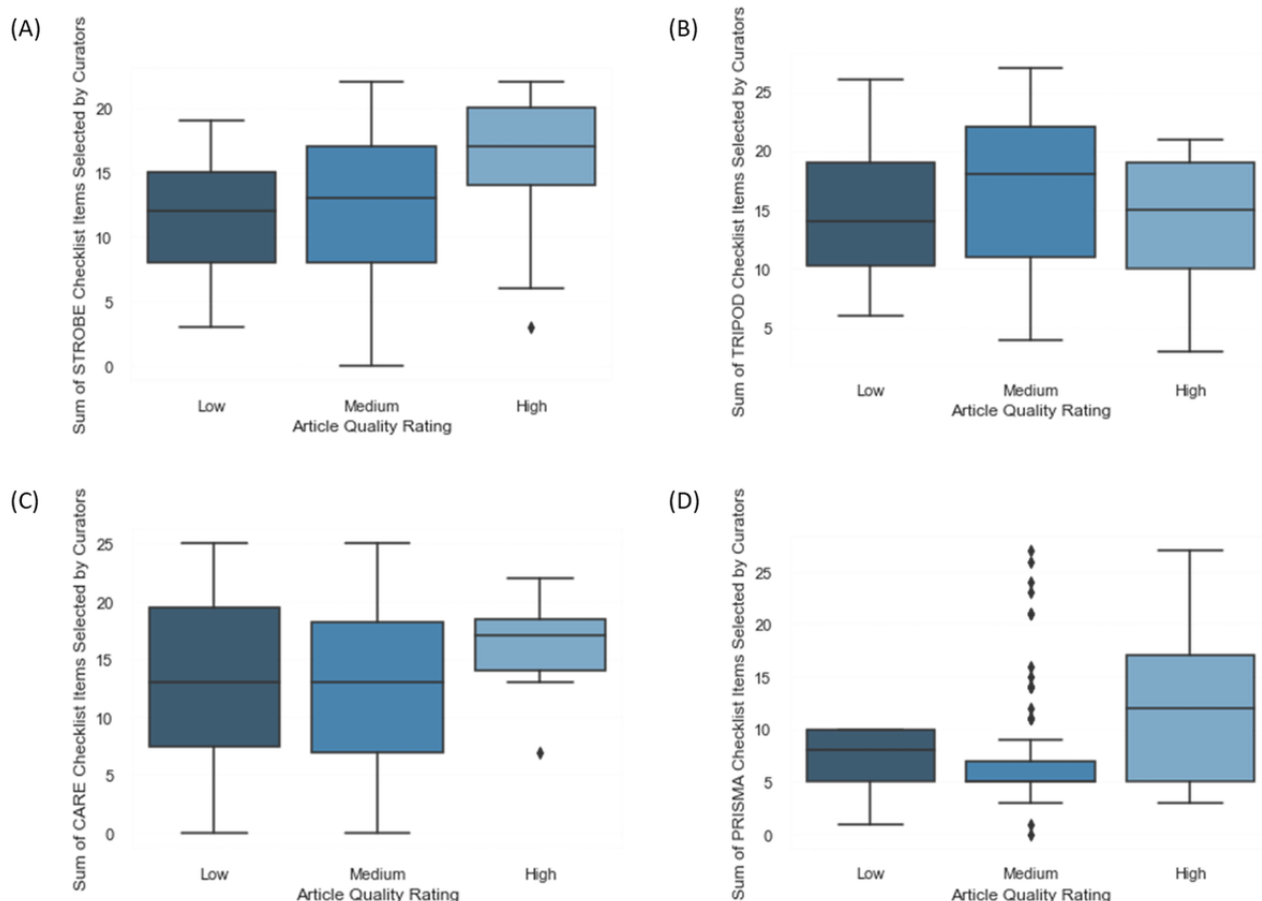 (A)
Sum of STROBE Checklist Items Selected by Curators
20
15
10
5
0
Low
Medium
High
Article Quality Rating
(B)
Sum of TRIPOD Checklist Items Selected by Curators
25
20
15
10
5
Low
Medium
High
Article Quality Rating
(C)
Sum of CARE Checklist Items Selected by Curators
25
20
15
10
5
0
Low
Medium
High
Article Quality Rating
(D)
Sum of PRISMA Checklist Items Selected by Curators
25
20
15
10
5
0
Low
Medium
High
Article Quality Rating